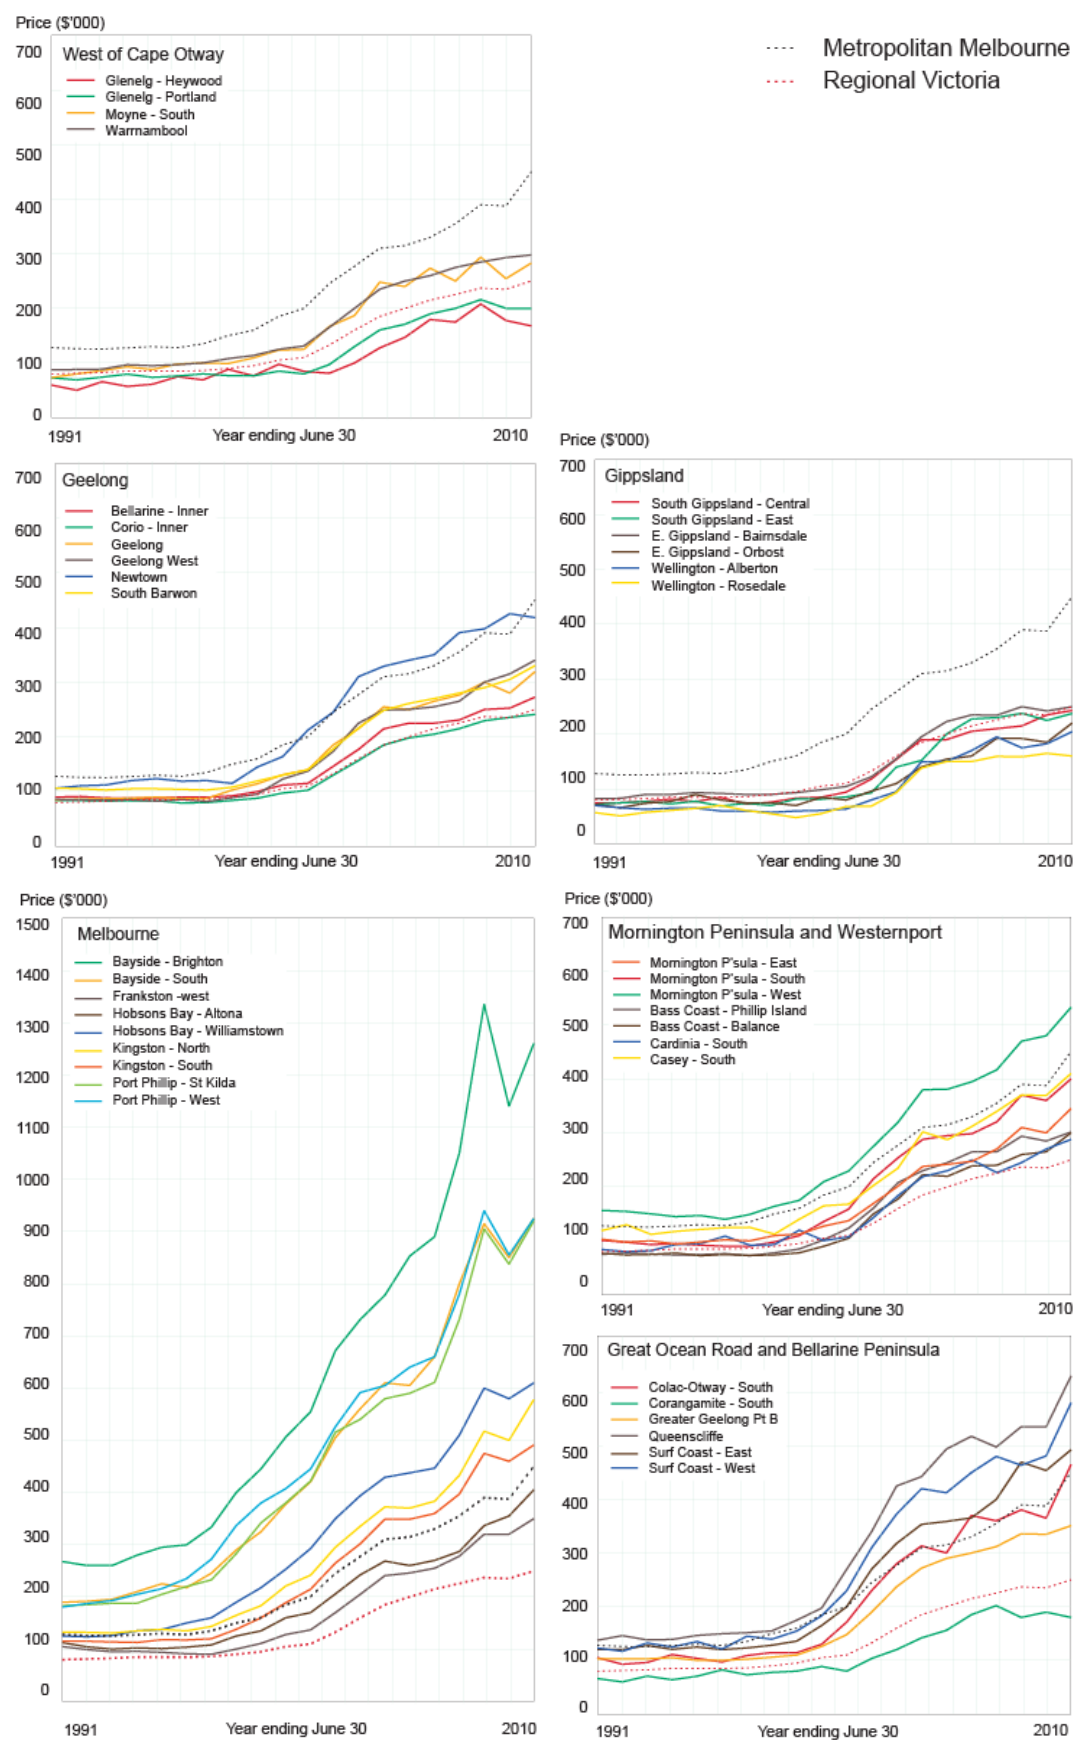 Price ($'000)
Metropolitan Melbourne
Regional Victoria
West of Cape Otway
Glenelg - Heywood
Glenelg - Portland
Moyne - South
Warrnambool
700
600
500
400
300
200
100
0
1991
Year ending June 30
2010
Geelong
Bellarine - Inner
Corio - Inner
Geelong
Geelong West
Newtown
South Barwon
700
600
500
400
300
200
100
0
1991
Year ending June 30
2010
Price ($'000)
Gippsland
South Gippsland - Central
South Gippsland - East
E. Gippsland - Bairnsdale
E. Gippsland - Orbost
Wellington - Alberton
Wellington - Rosedale
700
600
500
400
300
200
100
0
1991
Year ending June 30
2010
Price ($'000)
Melbourne
Bayside - Brighton
Bayside - South
Frankston -west
Hobsons Bay - Altona
Hobsons Bay - Williamstown
Kingston - North
Kingston - South
Port Phillip - St Kilda
Port Phillip - West
1500
1400
1300
1200
1100
1000
900
800
700
600
500
400
300
200
100
0
1991
Year ending June 30
2010
Price ($'000)
Mornington Peninsula and Westernport
Mornington P'sula - East
Mornington P'sula - South
Mornington P'sula - West
Bass Coast - Phillip Island
Bass Coast - Balance
Cardinia - South
Casey - South
700
600
500
400
300
200
100
0
1991
Year ending June 30
2010
Great Ocean Road and Bellarine Peninsula
Colac-Otway - South
Corangamite - South
Greater Geelong Pt B
Queenscliffe
Surf Coast - East
Surf Coast - West
700
600
500
400
300
200
100
0
1991
Year ending June 30
2010